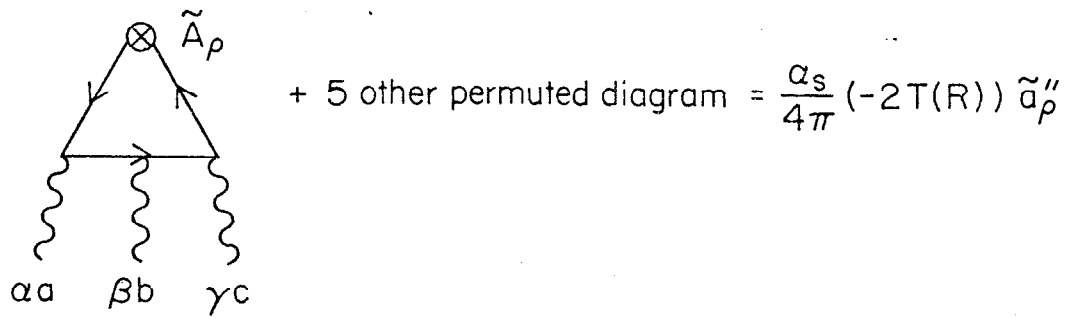 Ã_ρ
+ 5 other permuted diagram = α_s/4π (-2T(R)) ã″_ρ
αa βb γc